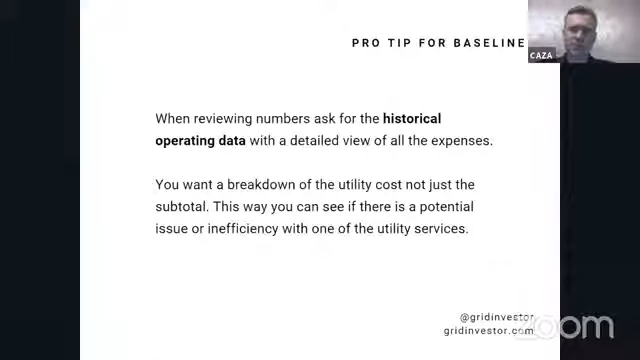 PRO TIP FOR BASELINE
CAZA
When reviewing numbers ask for the historical
operating data with a detailed view of all the expenses.
You want a breakdown of the utility cost not just the
subtotal. This way you can see if there is a potential
issue or inefficiency with one of the utility services.
@gridinvestor
gridinvestor.com
zoom